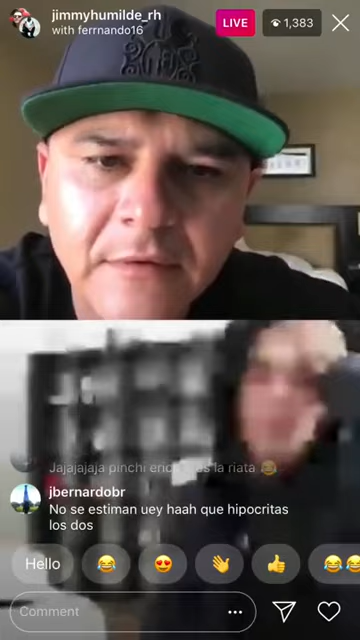 jimmyhumilde_rh
with ferrnando16
LIVE
1,383
Jajajajaja pinchi
es la riata 😂
jbernardobr
No se estiman uey haah que hipocritas
los dos
Hello
Comment